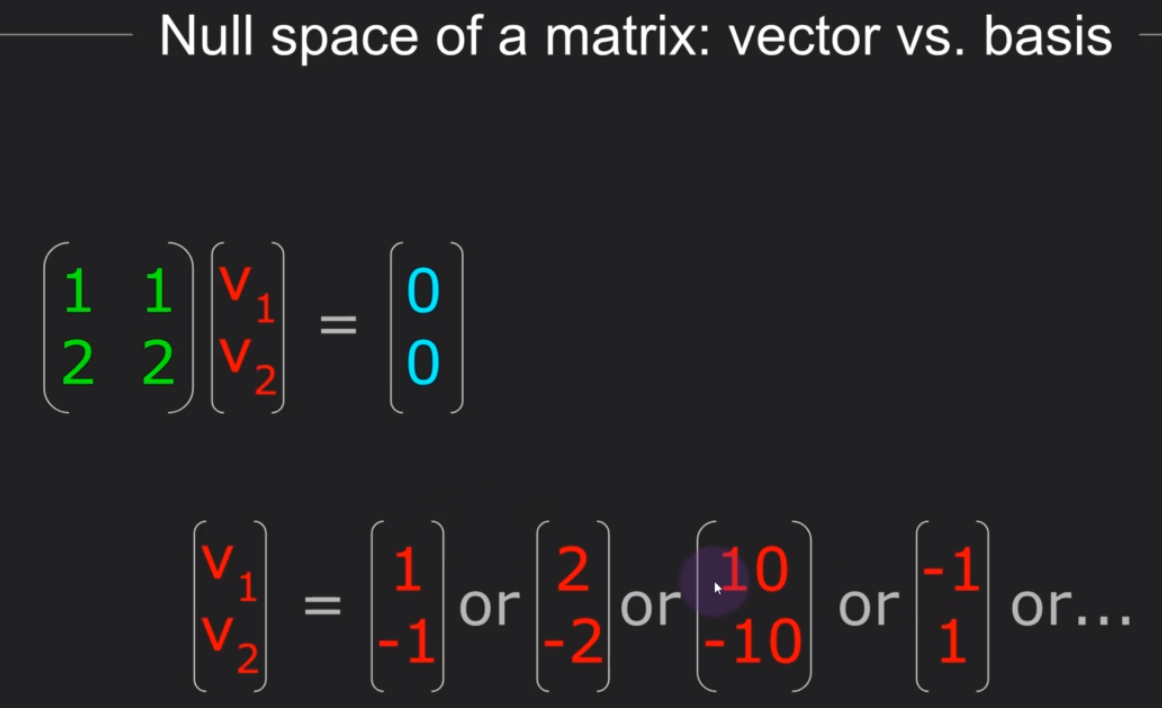 Null space of a matrix: vector vs. basis
1 1 v1 0
2 2 v2 = 0
v1 1 2 10 -1
v2 = -1 or -2 or -10 or 1 or...